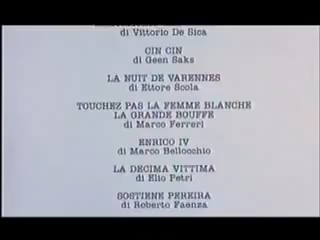 di Vittorio De Sica
CIN CIN
di Geen Saks
LA NUIT DE VARENNES
di Ettore Scola
TOUCHEZ PAS LA FEMME BLANCHE
LA GRANDE BOUFFE
di Marco Ferreri
ENRICO IV
di Marco Bellocchio
LA DECIMA VITTIMA
di Elio Petri
SOSTIENE PEREIRA
di Roberto Faenza